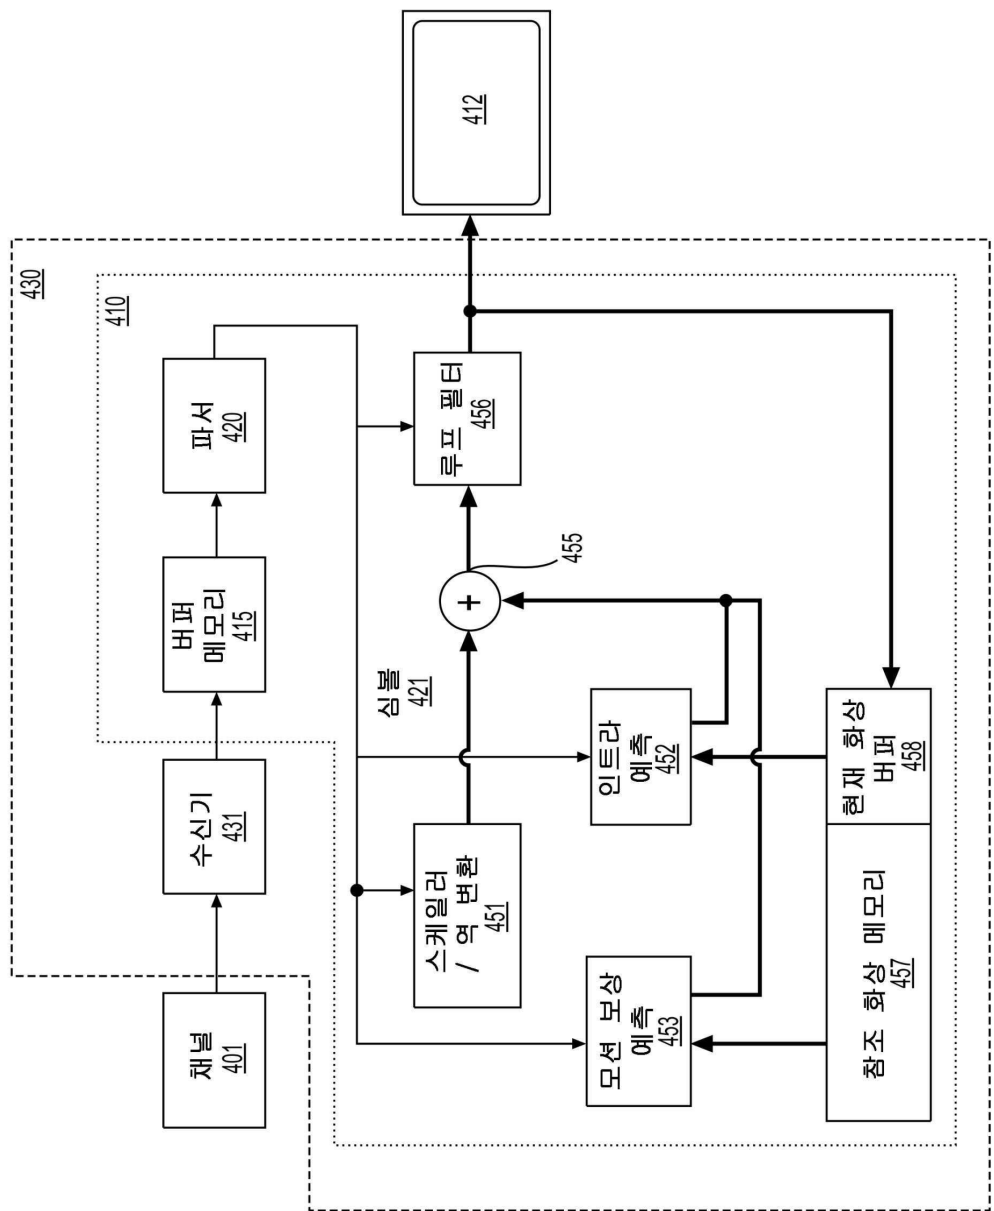 430
410
채널
401
수신기
431
버퍼
메모리
415
파서
420
412
스케일러
/ 역 변환
451
심볼
421
+
455
루프 필터
456
모션 보상
예측
453
인트라
예측
452
참조 화상 메모리
457
현재 화상
버퍼
458